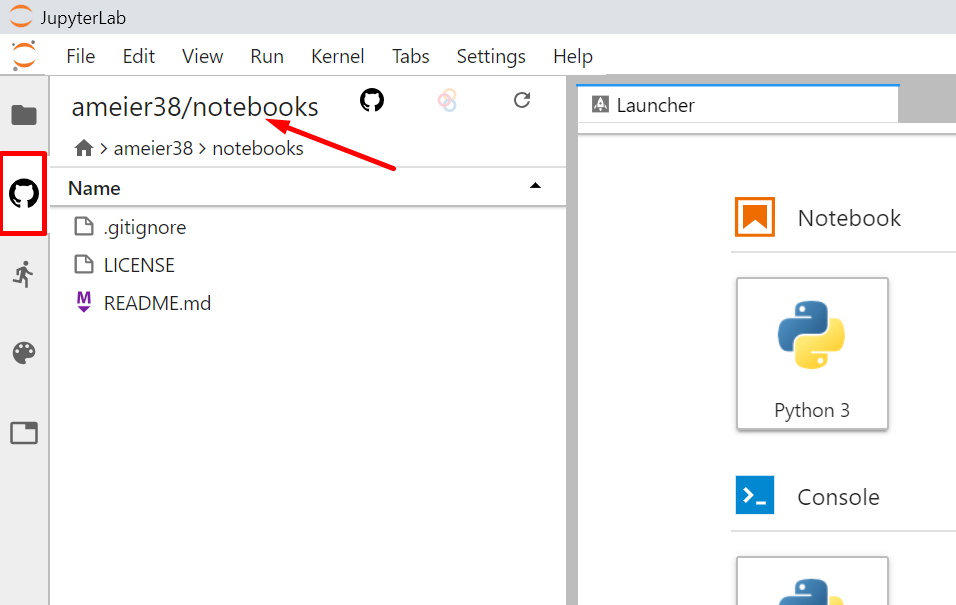 JupyterLab
File Edit View Run Kernel Tabs Settings Help
ameier38/notebooks
ameier38 > notebooks
Name
.gitignore
LICENSE
README.md
Launcher
Notebook
Python 3
Console